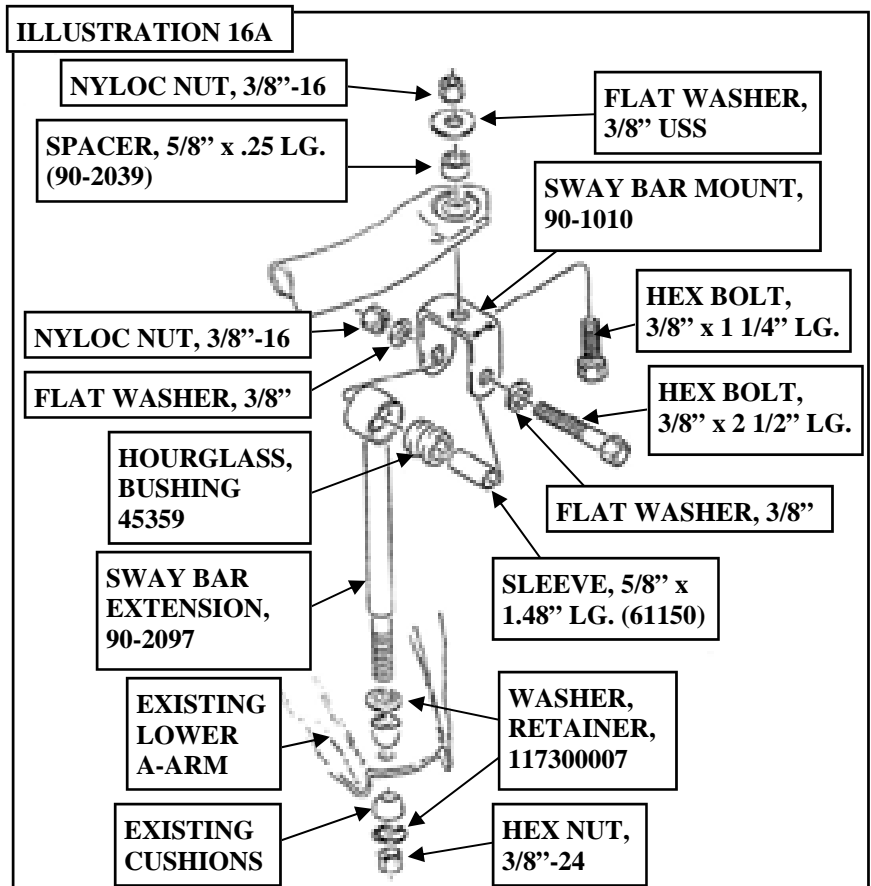 ILLUSTRATION 16A
NYLOC NUT, 3/8”-16
FLAT WASHER,
3/8” USS
SPACER, 5/8” x .25 LG.
(90-2039)
SWAY BAR MOUNT,
90-1010
HEX BOLT,
3/8” x 1 1/4” LG.
NYLOC NUT, 3/8”-16
FLAT WASHER, 3/8”
HEX BOLT,
3/8” x 2 1/2” LG.
HOURGLASS,
BUSHING
45359
FLAT WASHER, 3/8”
SWAY BAR
EXTENSION,
90-2097
SLEEVE, 5/8” x
1.48” LG. (61150)
EXISTING
LOWER
A-ARM
WASHER,
RETAINER,
117300007
EXISTING
CUSHIONS
HEX NUT,
3/8”-24